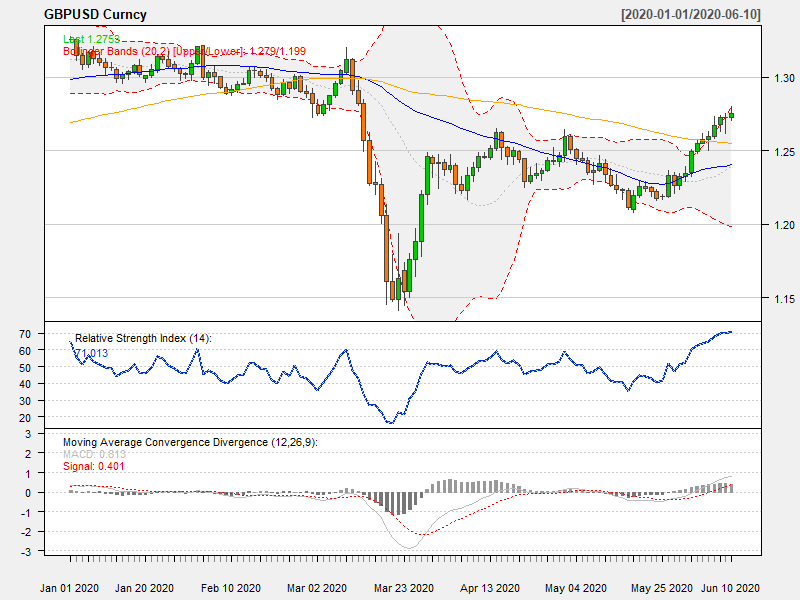 GBPUSD Curncy [2020-01-01/2020-06-10]
Last 1.2753
Bollinger Bands (20,2) [Upper/Lower]: 1.279/1.199
1.30
1.25
1.20
1.15
Relative Strength Index (14):
71.013
70
60
50
40
30
20
Moving Average Convergence Divergence (12,26,9):
MACD: 0.813
Signal: 0.401
3
2
1
0
-1
-2
-3
Jan 01 2020 Jan 20 2020 Feb 10 2020 Mar 02 2020 Mar 23 2020 Apr 13 2020 May 04 2020 May 25 2020 Jun 10 2020